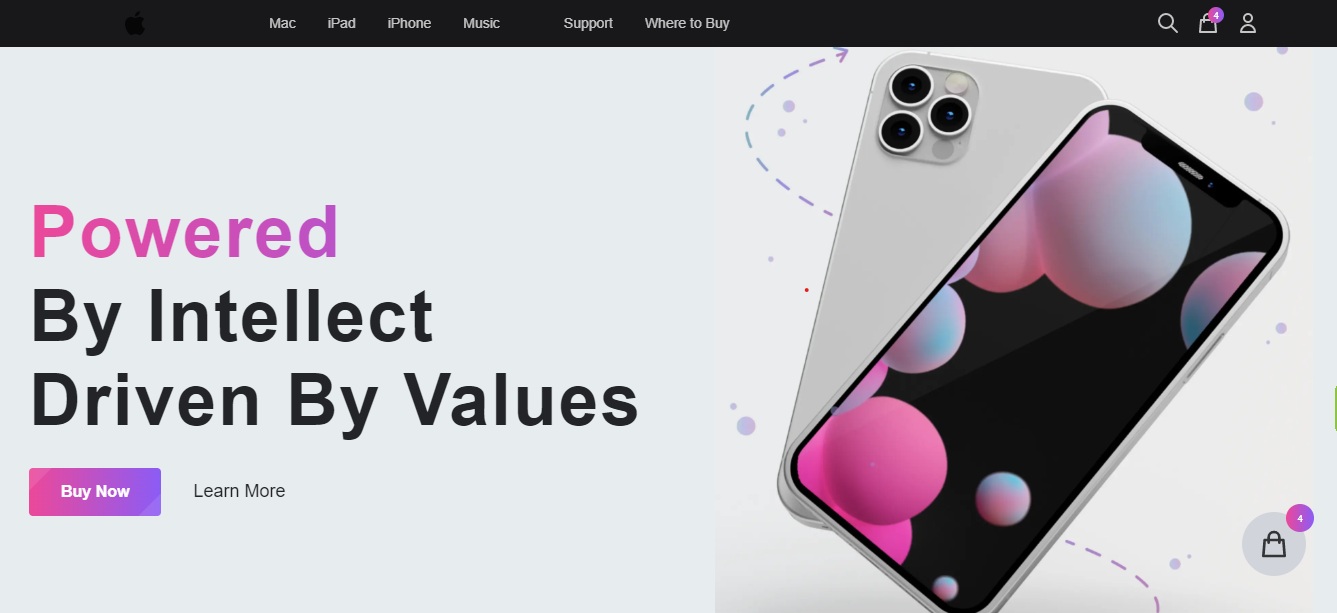 Mac iPad iPhone Music Support Where to Buy 4
Powered
By Intellect
Driven By Values
Buy Now Learn More
4